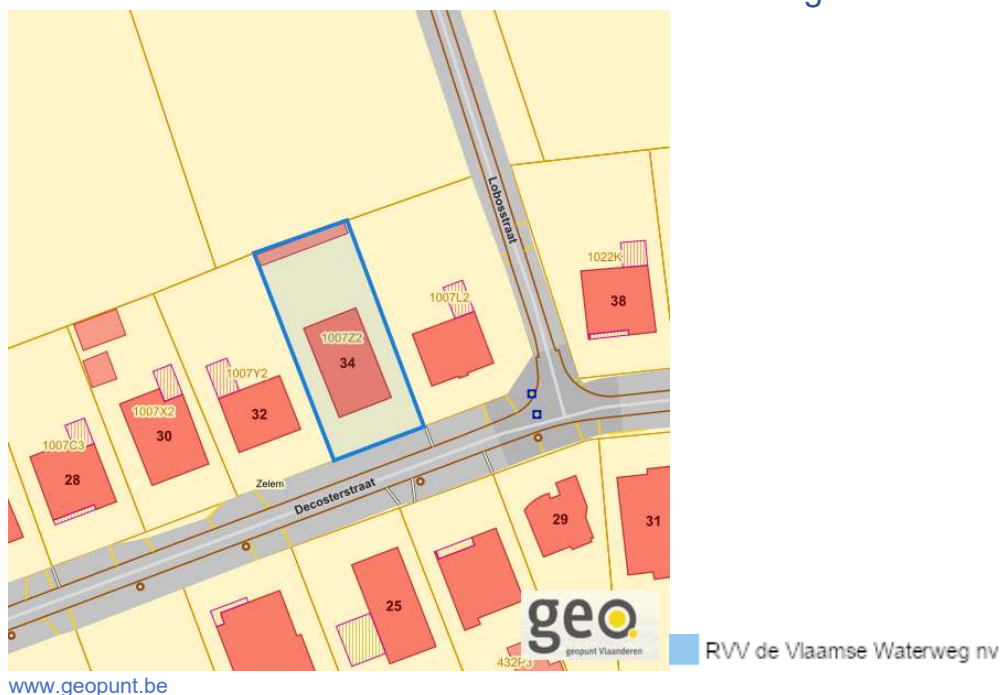 g
Lobosstraat
1022K
38
1007L2
1007Z2
34
1007Y2
32
1007X2
30
1007C3
28
Zelem
Decosterstraat
29
31
25
432P3
geo
geopunt Vlaanderen
RVV de Vlaamse Waterweg nv
www.geopunt.be